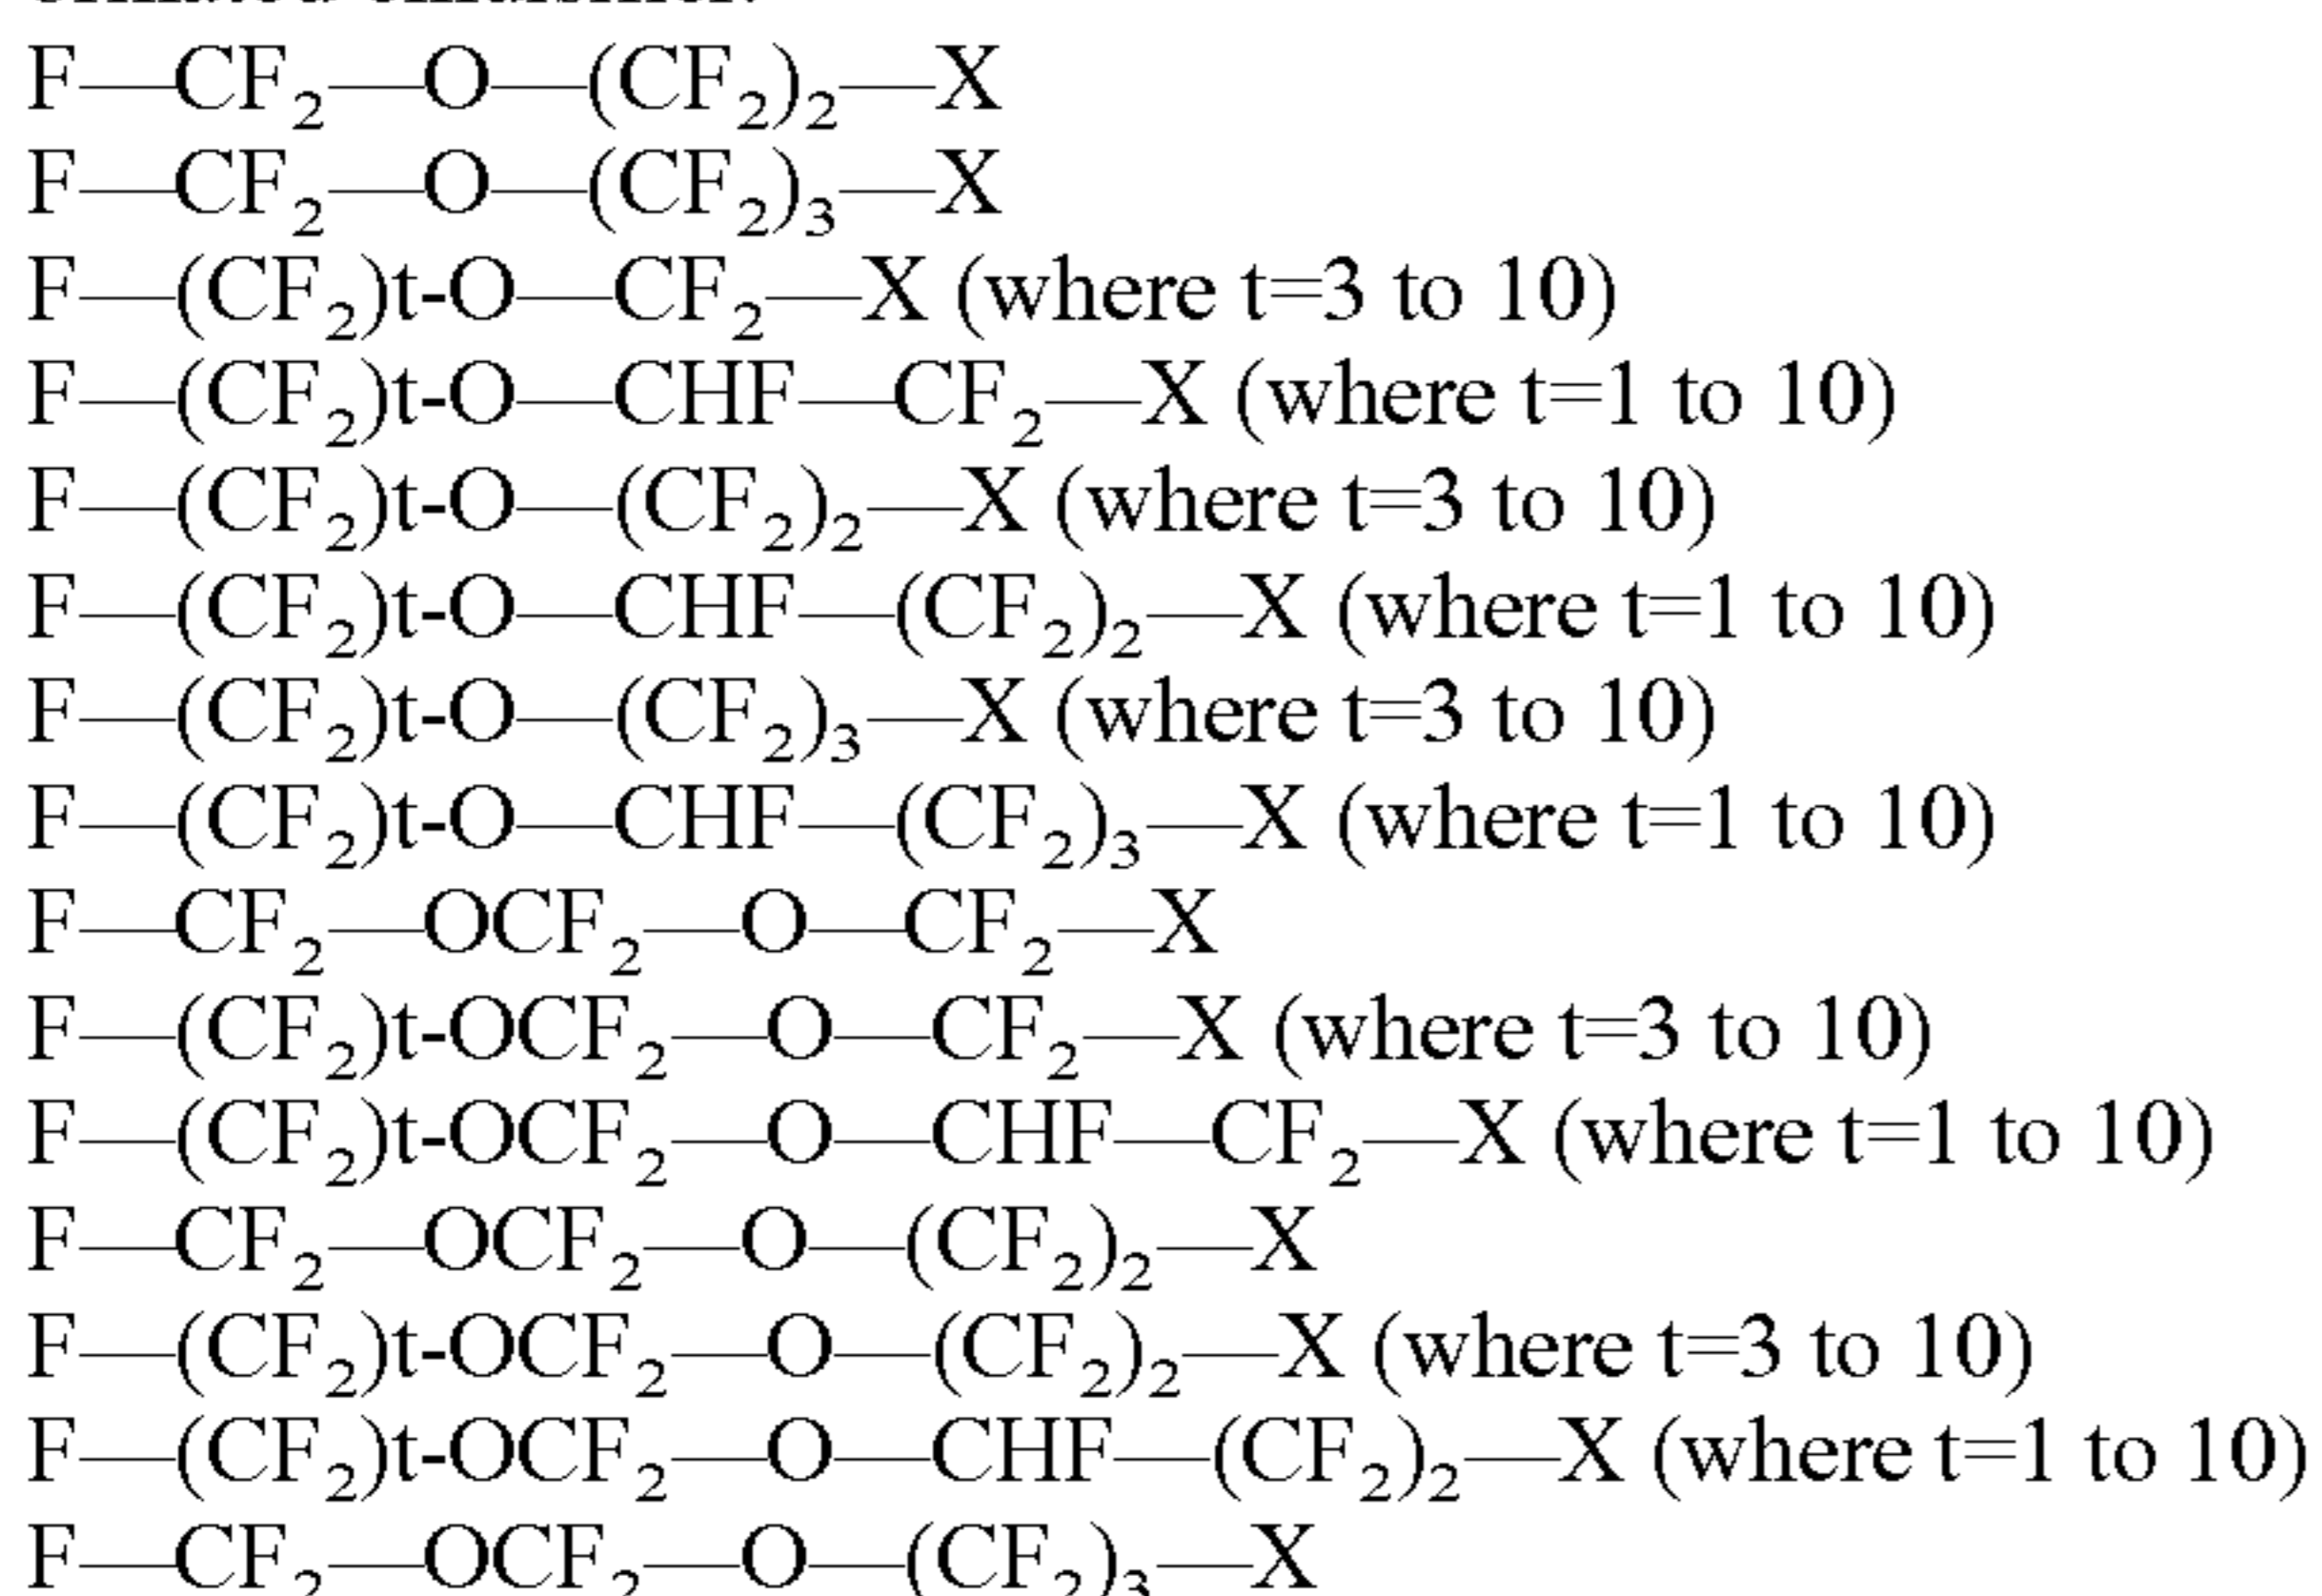 F—CF₂—O—(CF₂)₂—X
F—CF₂—O—(CF₂)₃—X
F—(CF₂)t-O—CF₂—X (where t=3 to 10)
F—(CF₂)t-O—CHF—CF₂—X (where t=1 to 10)
F—(CF₂)t-O—(CF₂)₂—X (where t=3 to 10)
F—(CF₂)t-O—CHF—(CF₂)₂—X (where t=1 to 10)
F—(CF₂)t-O—(CF₂)₃—X (where t=3 to 10)
F—(CF₂)t-O—CHF—(CF₂)₃—X (where t=1 to 10)
F—CF₂—OCF₂—O—CF₂—X
F—(CF₂)t-OCF₂—O—CF₂—X (where t=3 to 10)
F—(CF₂)t-OCF₂—O—CHF—CF₂—X (where t=1 to 10)
F—CF₂—OCF₂—O—(CF₂)₂—X
F—(CF₂)t-OCF₂—O—(CF₂)₂—X (where t=3 to 10)
F—(CF₂)t-OCF₂—O—CHF—(CF₂)₂—X (where t=1 to 10)
F—CF₂—OCF₂—O—(CF₂)₃—X